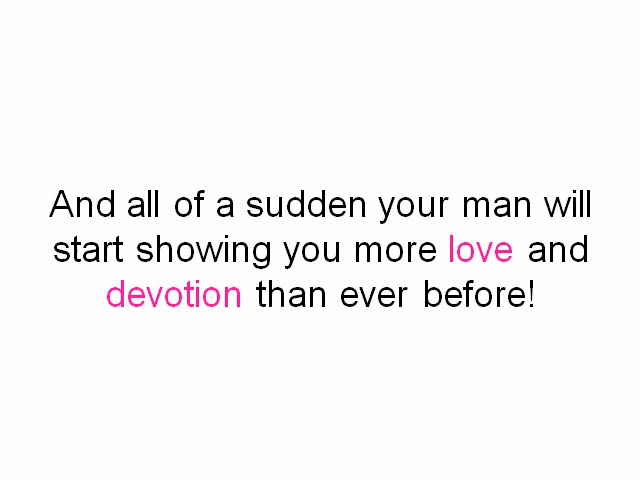 And all of a sudden your man will
start showing you more love and
devotion than ever before!